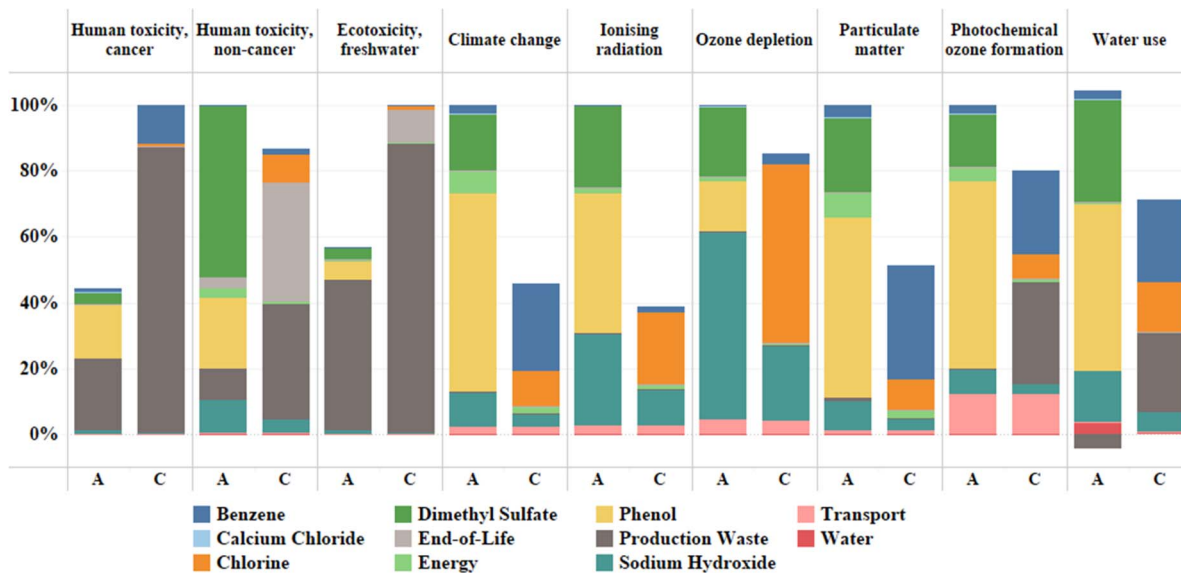 Human toxicity, cancer
Human toxicity, non-cancer
Ecotoxicity, freshwater
Climate change
Ionising radiation
Ozone depletion
Particulate matter
Photochemical ozone formation
Water use
100%
80%
60%
40%
20%
0%
A C A C A C A C A C A C A C A C A C
Benzene Dimethyl Sulfate Phenol Transport
Calcium Chloride End-of-Life Production Waste Water
Chlorine Energy Sodium Hydroxide